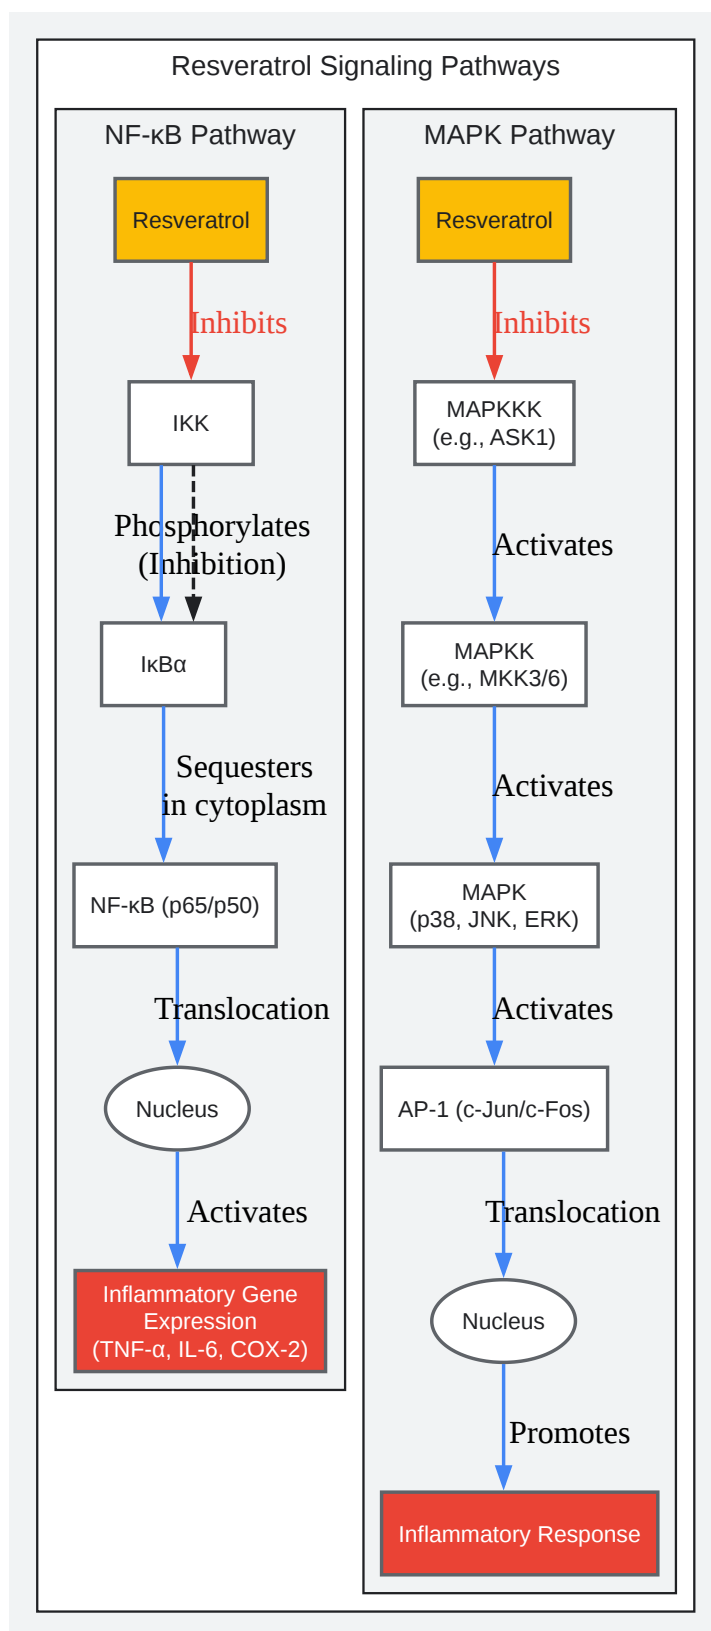 Resveratrol Signaling Pathways
NF-κB Pathway
Resveratrol
Inhibits
IKK
Phosphorylates
(Inhibition)
IκBα
Sequesters
in cytoplasm
NF-κB (p65/p50)
Translocation
Nucleus
Activates
Inflammatory Gene
Expression
(TNF-α, IL-6, COX-2)
MAPK Pathway
Resveratrol
Inhibits
MAPKKK
(e.g., ASK1)
Activates
MAPKK
(e.g., MKK3/6)
Activates
MAPK
(p38, JNK, ERK)
Activates
AP-1 (c-Jun/c-Fos)
Translocation
Nucleus
Promotes
Inflammatory Response